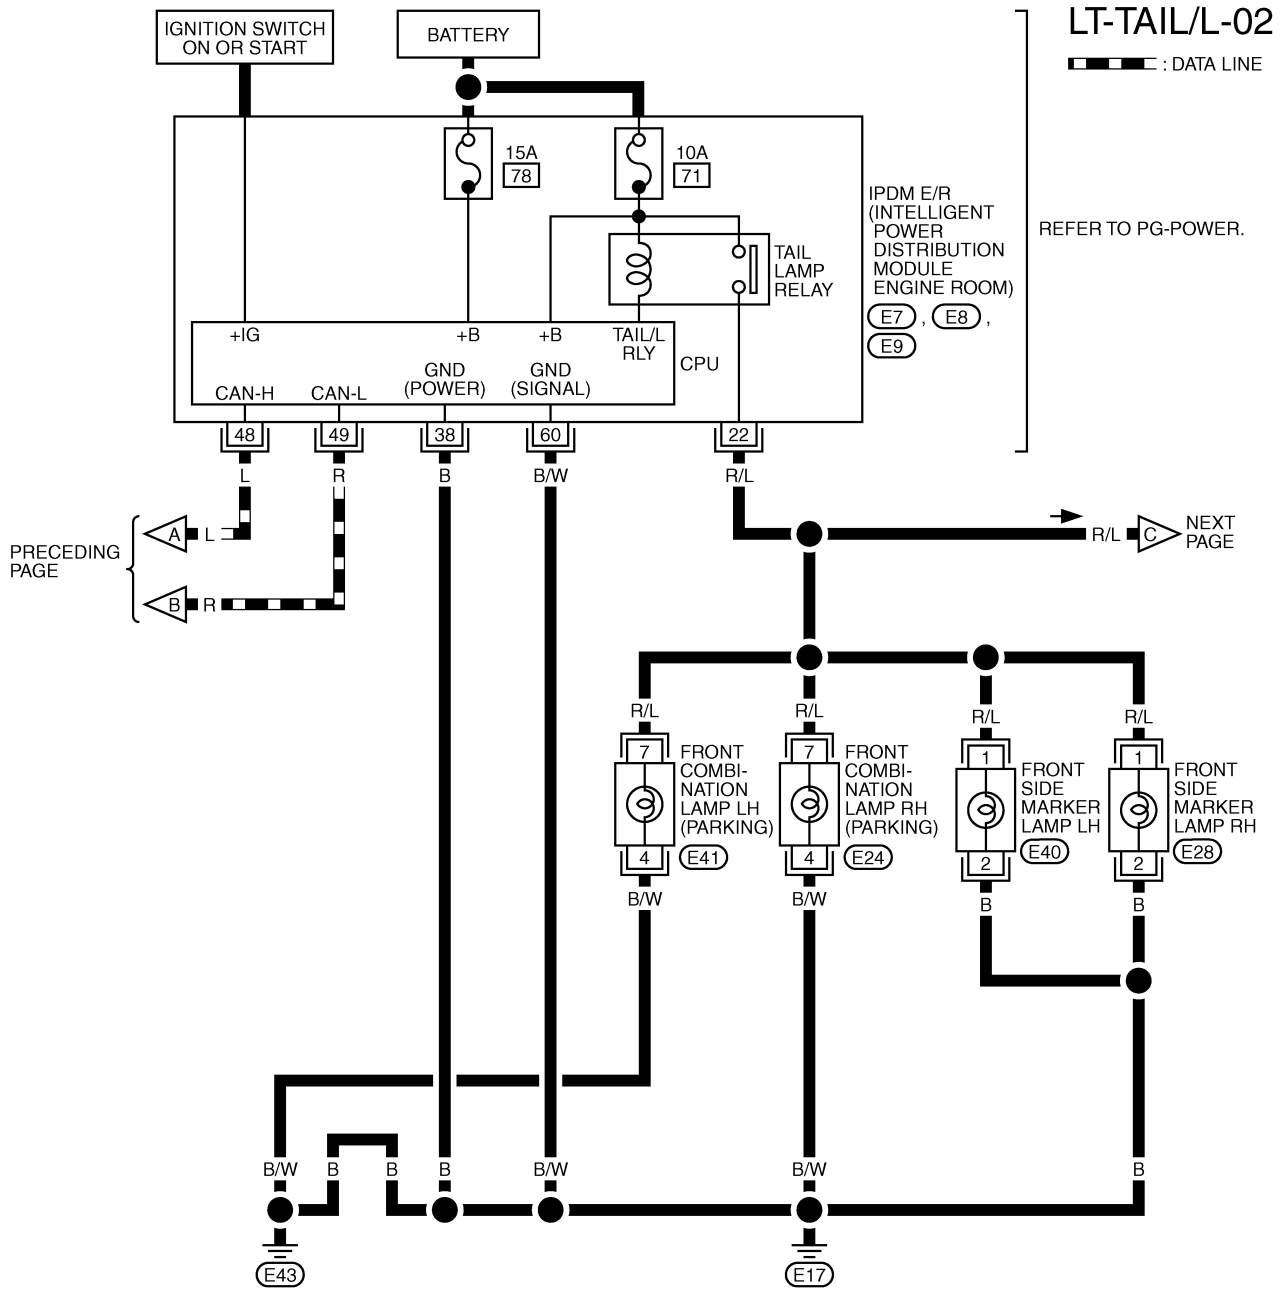 LT-TAIL/L-02
: DATA LINE
IGNITION SWITCH
ON OR START
BATTERY
15A
78
10A
71
IPDM E/R
(INTELLIGENT
POWER
DISTRIBUTION
MODULE
ENGINE ROOM)
E7 , E8 ,
E9
REFER TO PG-POWER.
TAIL
LAMP
RELAY
+IG
+B
+B
TAIL/L
RLY
CPU
CAN-H
CAN-L
GND
(POWER)
GND
(SIGNAL)
48
49
38
60
22
L
R
B
B/W
R/L
PRECEDING
PAGE
A
L
B
R
R/L
C
NEXT
PAGE
R/L
R/L
R/L
R/L
7
FRONT
COMBI-
NATION
LAMP LH
(PARKING)
4
E41
7
FRONT
COMBI-
NATION
LAMP RH
(PARKING)
4
E24
1
FRONT
SIDE
MARKER
LAMP LH
2
E40
1
FRONT
SIDE
MARKER
LAMP RH
2
E28
B/W
B/W
B
B
B/W
B
B
B
B/W
B/W
B
E43
E17